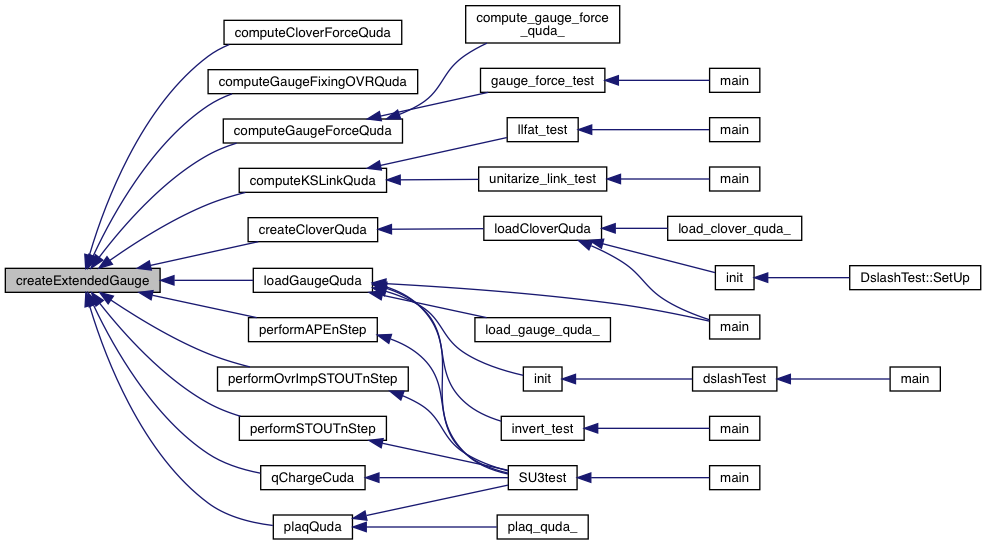 compute_gauge_force
_quda_
computeCloverForceQuda
computeGaugeFixingOVRQuda
gauge_force_test
main
computeGaugeForceQuda
llfat_test
main
computeKSLinkQuda
unitarize_link_test
main
createCloverQuda
loadCloverQuda
load_clover_quda_
createExtendedGauge
loadGaugeQuda
init
DslashTest::SetUp
performAPEnStep
load_gauge_quda_
main
performOvrImpSTOUTnStep
init
dslashTest
main
performSTOUTnStep
invert_test
main
qChargeCuda
SU3test
main
plaqQuda
plaq_quda_